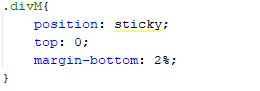 .divM{
position: sticky;
top: 0;
margin-bottom: 2%;
}